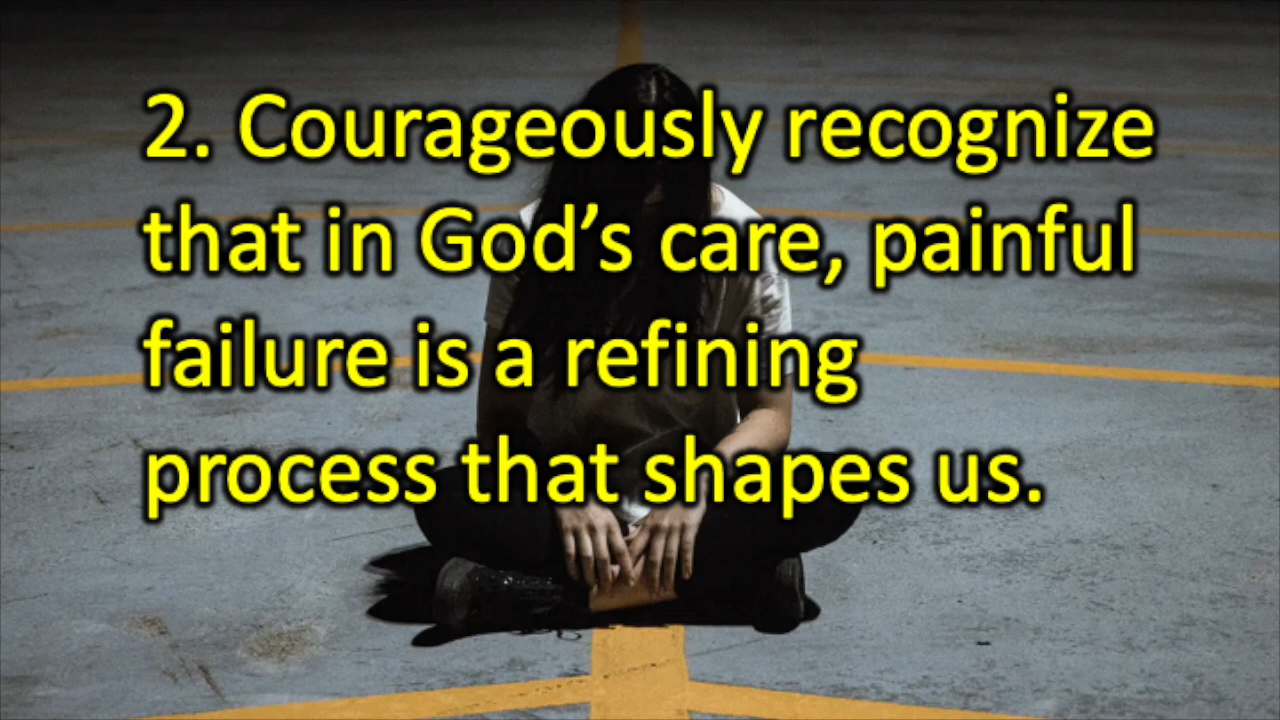 2. Courageously recognize
that in God’s care, painful
failure is a refining
process that shapes us.